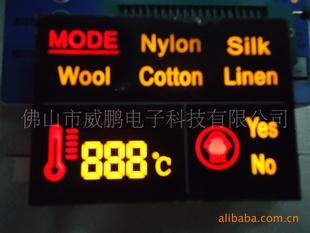 MODE Nylon Silk
Wool Cotton Linen
佛山市威鹏电子科技有限公司
888°C
Yes
No
alibaba.com.cn